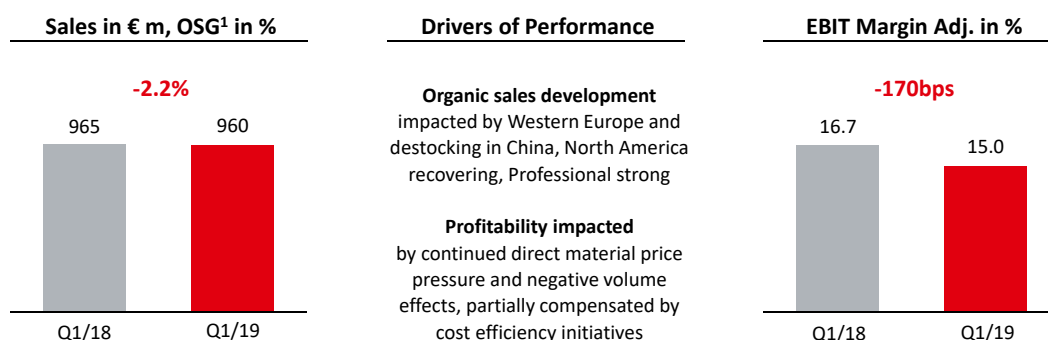 Sales in € m, OSG¹ in %
-2.2%
965
960
Q1/18
Q1/19
Drivers of Performance
Organic sales development
impacted by Western Europe and
destocking in China, North America
recovering, Professional strong
Profitability impacted
by continued direct material price
pressure and negative volume
effects, partially compensated by
cost efficiency initiatives
EBIT Margin Adj. in %
-170bps
16.7
15.0
Q1/18
Q1/19